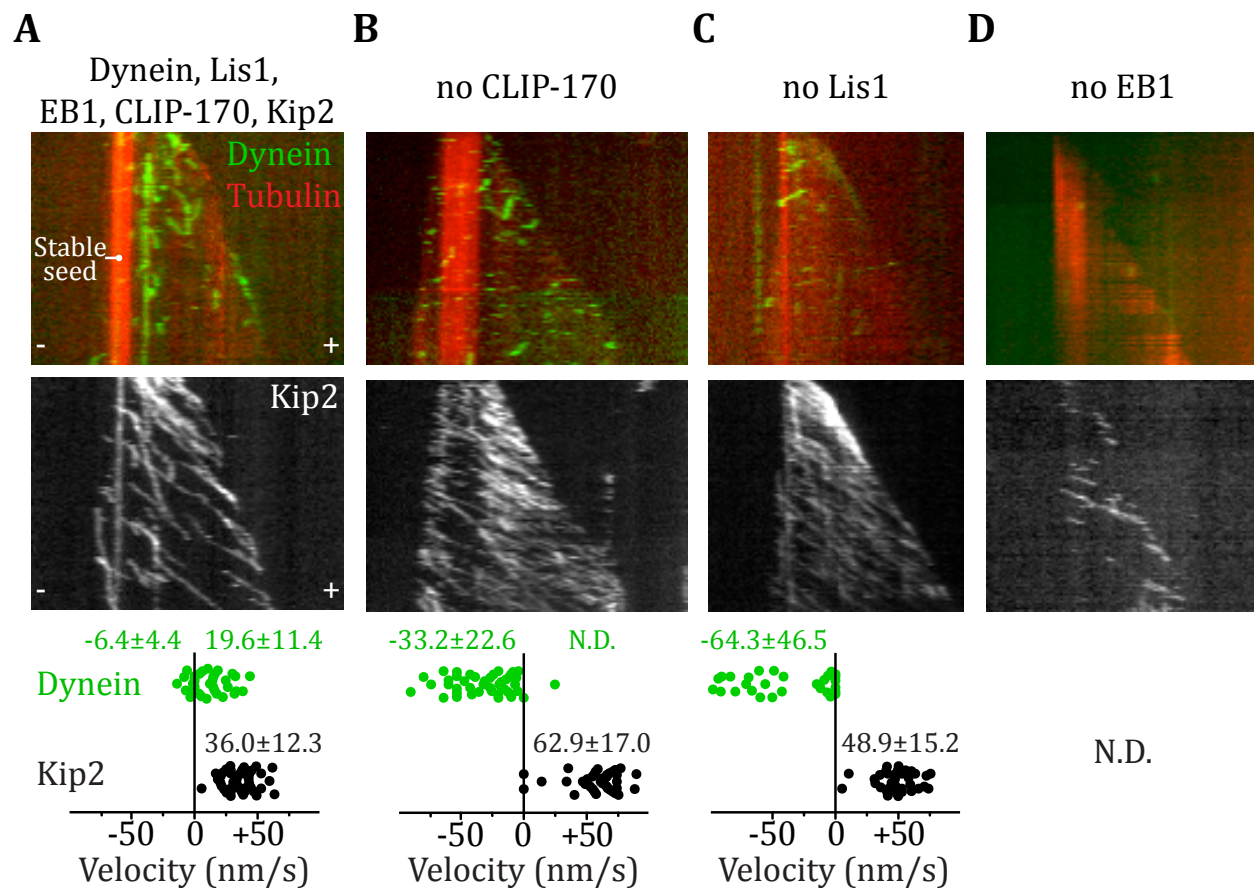 A
B
C
D
Dynein, Lis1,
EB1, CLIP-170, Kip2
no CLIP-170
no Lis1
no EB1
Dynein
Tubulin
Stable
seed
- +
Kip2
- +
-6.4±4.4 19.6±11.4
-33.2±22.6 N.D.
-64.3±46.5
Dynein
36.0±12.3
62.9±17.0
48.9±15.2
Kip2
N.D.
-50 0 +50
-50 0 +50
-50 0 +50
Velocity (nm/s)
Velocity (nm/s)
Velocity (nm/s)